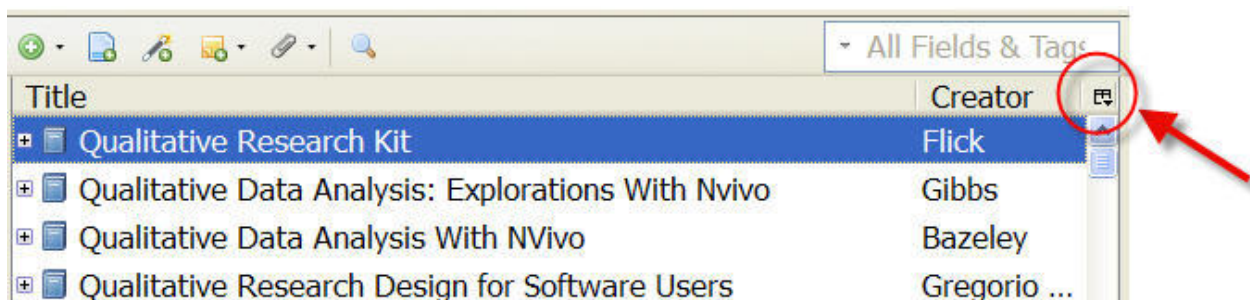 All Fields & Tags
Title Creator
Qualitative Research Kit Flick
Qualitative Data Analysis: Explorations With Nvivo Gibbs
Qualitative Data Analysis With NVivo Bazeley
Qualitative Research Design for Software Users Gregorio ...